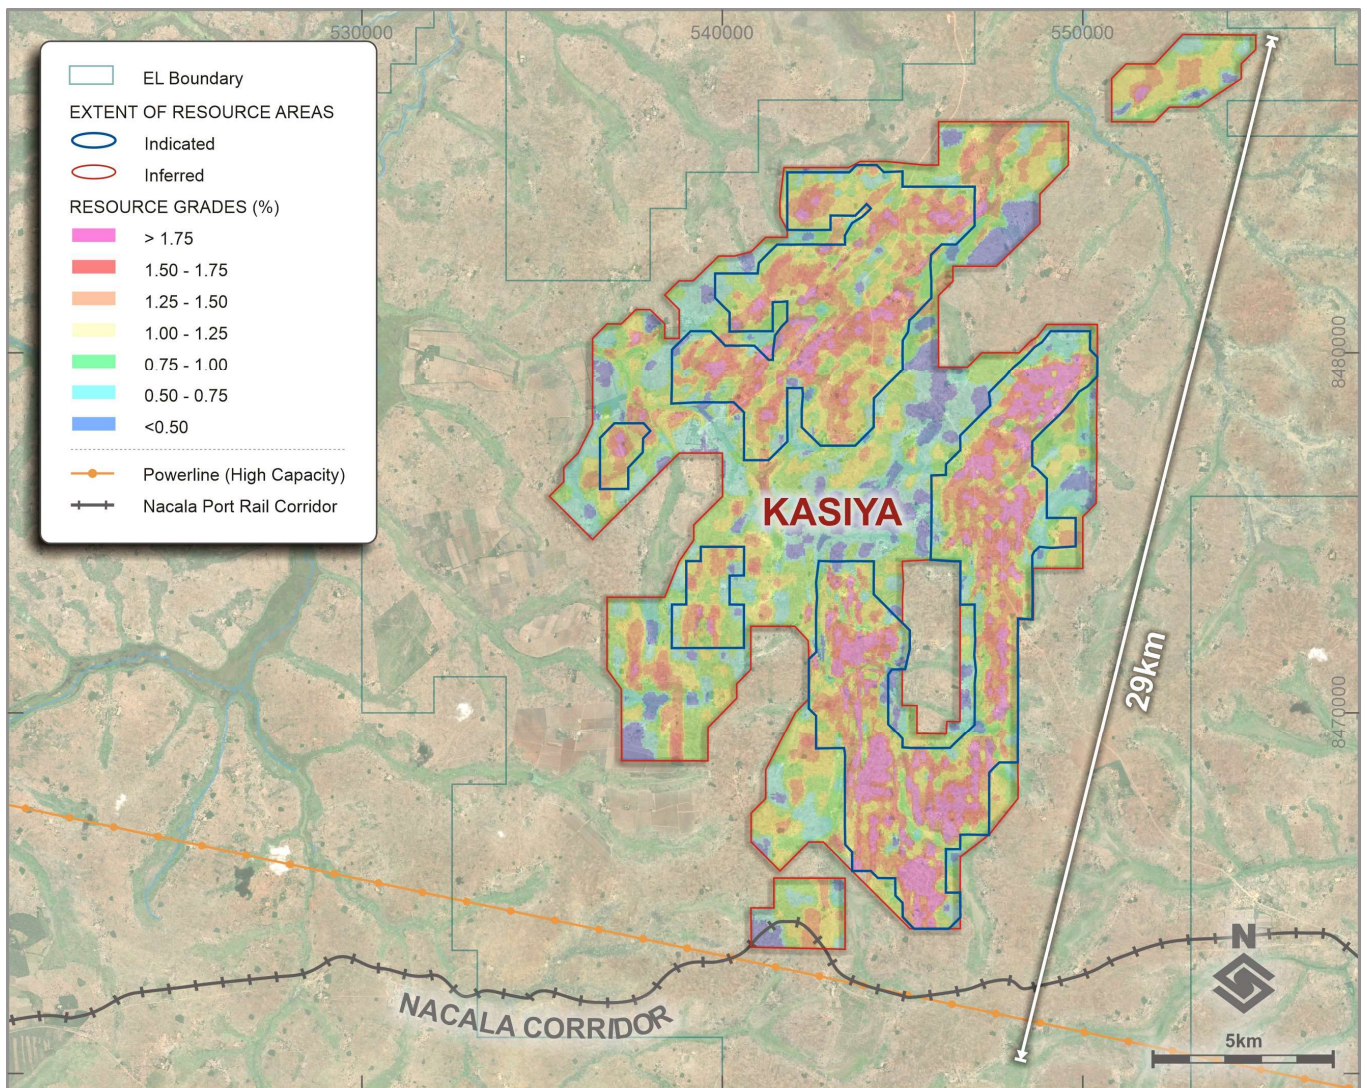 530000
540000
550000
EL Boundary
EXTENT OF RESOURCE AREAS
Indicated
Inferred
RESOURCE GRADES (%)
> 1.75
1.50 - 1.75
1.25 - 1.50
1.00 - 1.25
0.75 - 1.00
0.50 - 0.75
<0.50
Powerline (High Capacity)
Nacala Port Rail Corridor
8480000
KASIYA
29km
8470000
NACALA CORRIDOR
N
5km